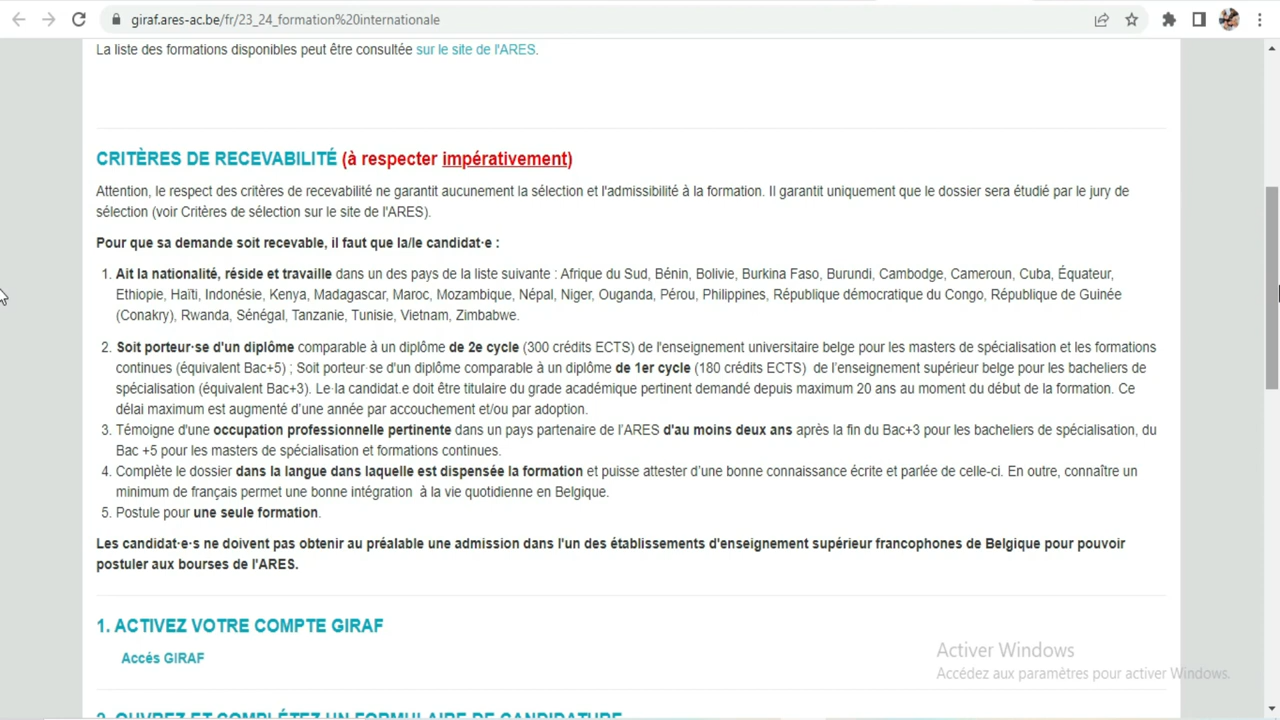 giraf.ares-ac.be/fr/23_24_formation%20internationale
La liste des formations disponibles peut être consultée sur le site de l'ARES.
CRITÈRES DE RECEVABILITÉ (à respecter impérativement)
Attention, le respect des critères de recevabilité ne garantit aucunement la sélection et l'admissibilité à la formation. Il garantit uniquement que le dossier sera étudié par le jury de
sélection (voir Critères de sélection sur le site de l'ARES).
Pour que sa demande soit recevable, il faut que la/le candidat·e :
1. Ait la nationalité, réside et travaille dans un des pays de la liste suivante : Afrique du Sud, Bénin, Bolivie, Burkina Faso, Burundi, Cambodge, Cameroun, Cuba, Équateur,
Ethiopie, Haïti, Indonésie, Kenya, Madagascar, Maroc, Mozambique, Népal, Niger, Ouganda, Pérou, Philippines, République démocratique du Congo, République de Guinée
(Conakry), Rwanda, Sénégal, Tanzanie, Tunisie, Vietnam, Zimbabwe.
2. Soit porteur·se d'un diplôme comparable à un diplôme de 2e cycle (300 crédits ECTS) de l'enseignement universitaire belge pour les masters de spécialisation et les formations
continues (équivalent Bac+5) ; Soit porteur·se d'un diplôme comparable à un diplôme de 1er cycle (180 crédits ECTS) de l'enseignement supérieur belge pour les bacheliers de
spécialisation (équivalent Bac+3). Le·la candidat.e doit être titulaire du grade académique pertinent demandé depuis maximum 20 ans au moment du début de la formation. Ce
délai maximum est augmenté d'une année par accouchement et/ou par adoption.
3. Témoigne d'une occupation professionnelle pertinente dans un pays partenaire de l'ARES d'au moins deux ans après la fin du Bac+3 pour les bacheliers de spécialisation, du
Bac +5 pour les masters de spécialisation et formations continues.
4. Complète le dossier dans la langue dans laquelle est dispensée la formation et puisse attester d'une bonne connaissance écrite et parlée de celle-ci. En outre, connaître un
minimum de français permet une bonne intégration à la vie quotidienne en Belgique.
5. Postule pour une seule formation.
Les candidat·e·s ne doivent pas obtenir au préalable une admission dans l'un des établissements d'enseignement supérieur francophones de Belgique pour pouvoir
postuler aux bourses de l'ARES.
1. ACTIVEZ VOTRE COMPTE GIRAF
Accés GIRAF
Activer Windows
Accédez aux paramètres pour activer Windows.
2. OUVREZ ET COMPLÉTEZ UN FORMULAIRE DE CANDIDATURE